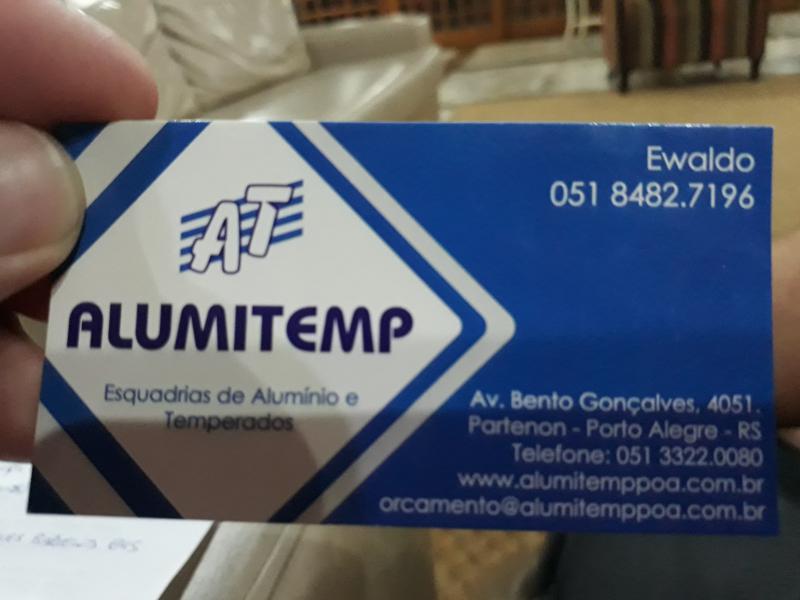 AT
ALUMITEMP
Esquadrias de Alumínio e
Temperados
Ewaldo
051 8482.7196
Av. Bento Gonçalves, 4051.
Partenon - Porto Alegre - RS
Telefone: 051 3322.0080
www.alumitemppoa.com.br
orcamento@alumitemppoa.com.br